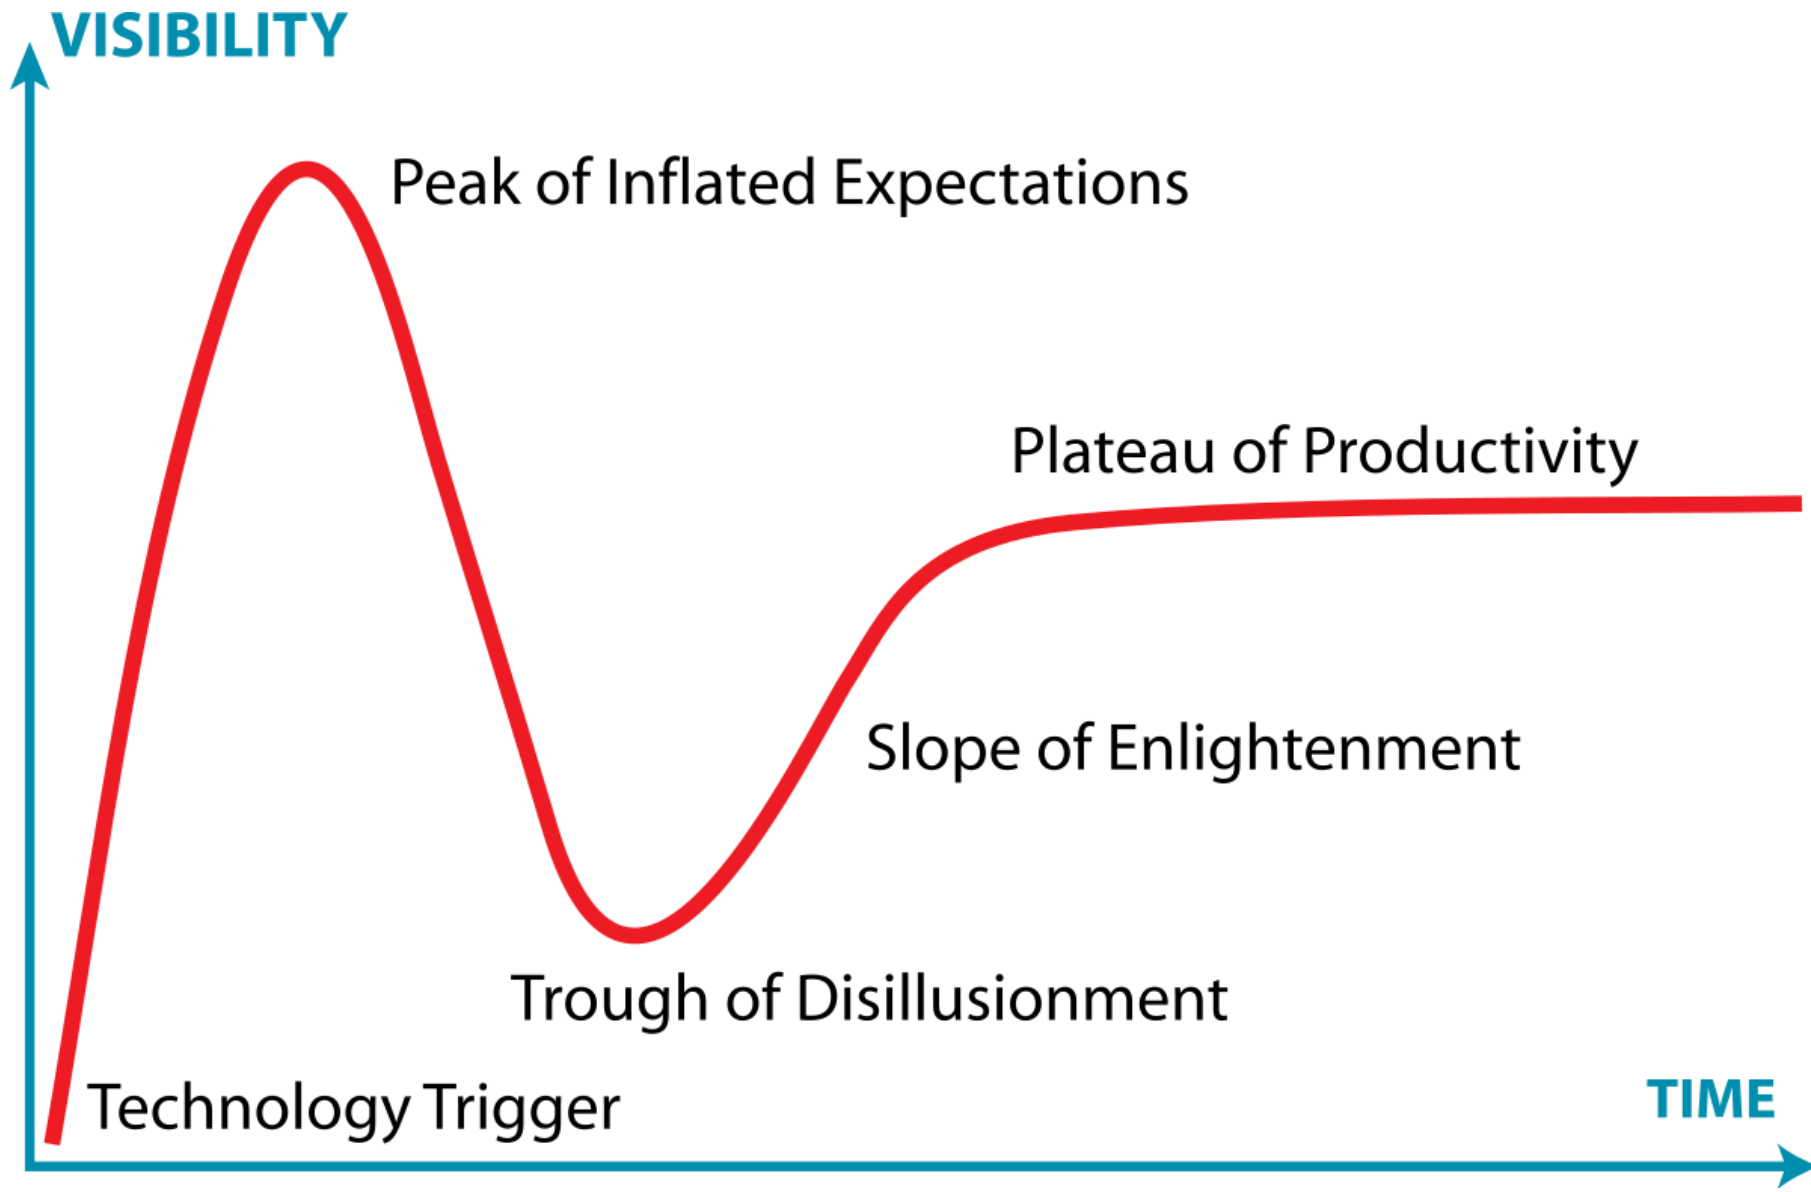 VISIBILITY
Peak of Inflated Expectations
Plateau of Productivity
Slope of Enlightenment
Trough of Disillusionment
Technology Trigger
TIME